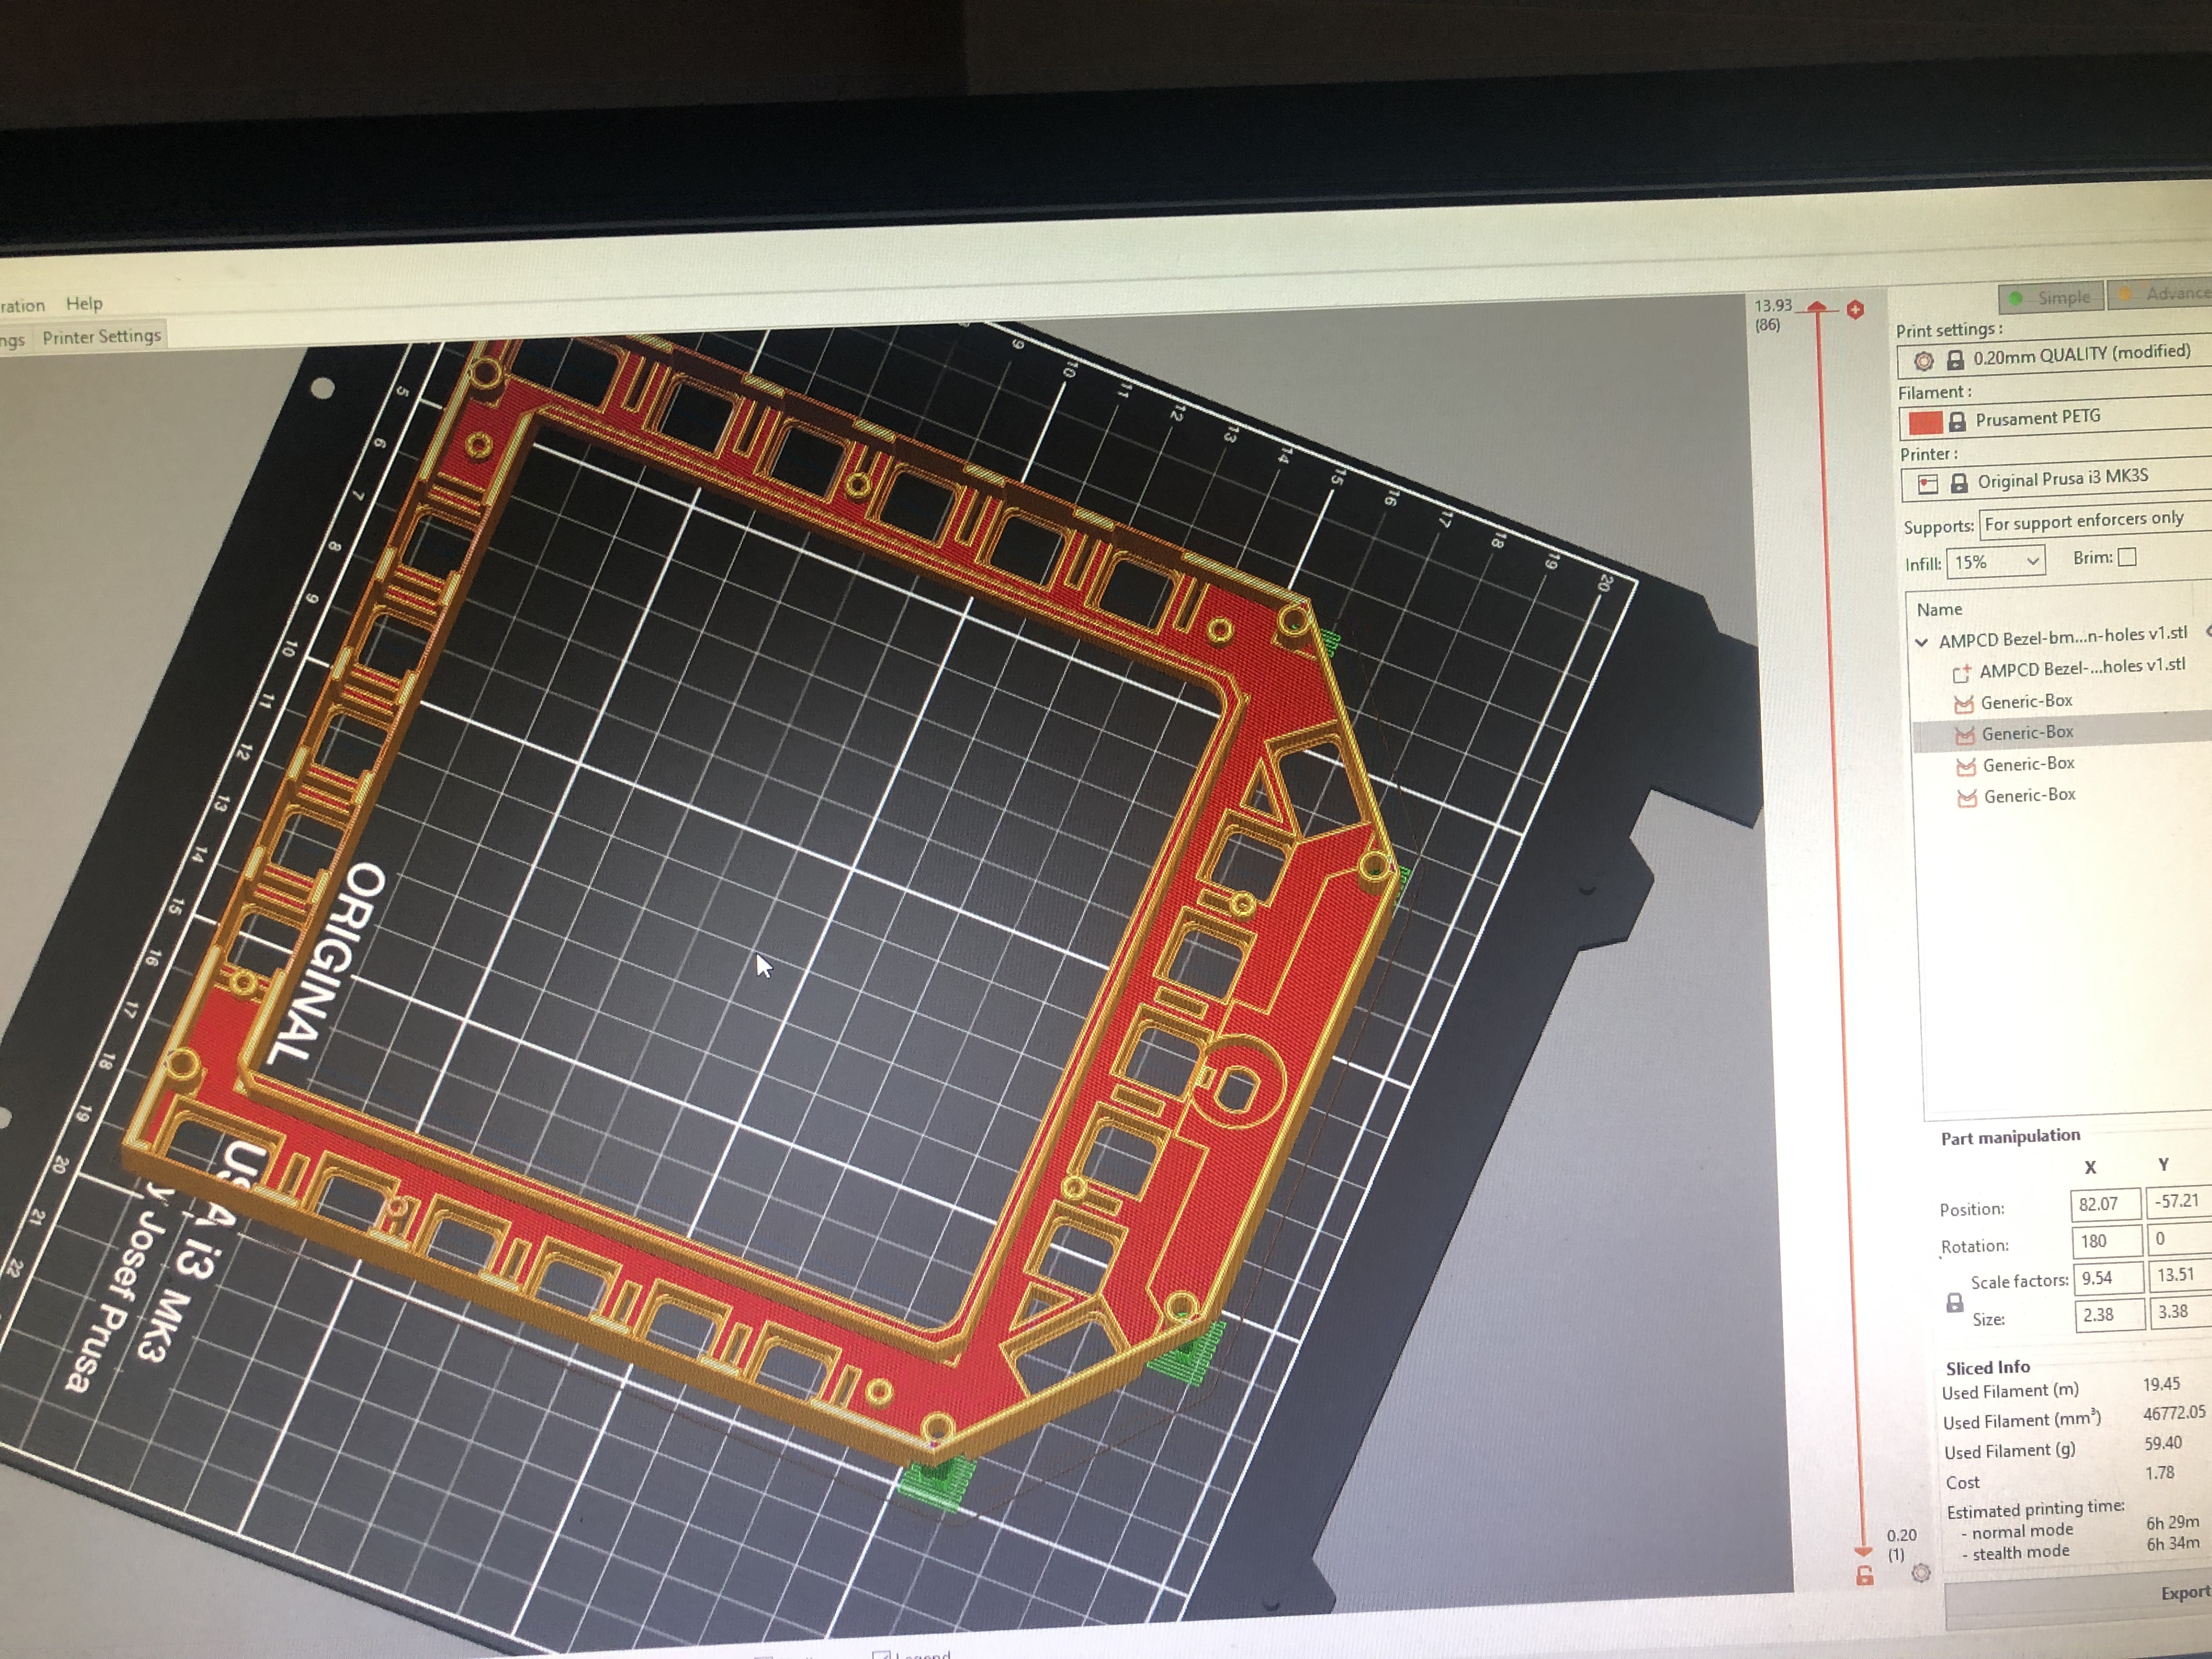 ration Help
ngs Printer Settings
13.93
(86)
Simple
Advance
Print settings :
0.20mm QUALITY (modified)
Filament :
Prusament PETG
Printer :
Original Prusa i3 MK3S
Supports: For support enforcers only
Infill: 15% Brim:
Name
AMPCD Bezel-bm...n-holes v1.stl
AMPCD Bezel-...holes v1.stl
Generic-Box
Generic-Box
Generic-Box
Generic-Box
Part manipulation
X Y
Position: 82.07 -57.21
Rotation: 180 0
Scale factors: 9.54 13.51
Size: 2.38 3.38
Sliced Info
Used Filament (m) 19.45
Used Filament (mm³) 46772.05
Used Filament (g) 59.40
Cost 1.78
Estimated printing time:
- normal mode 6h 29m
- stealth mode 6h 34m
0.20
(1)
Export
9 10 11 12 13 14 15 16 17 18 19 20
5 6 7 8 9 10 11 12 13 14 15 16 17 18 19 20 21 22
ORIGINAL
USA i3 MK3
y Josef Prusa
Legend